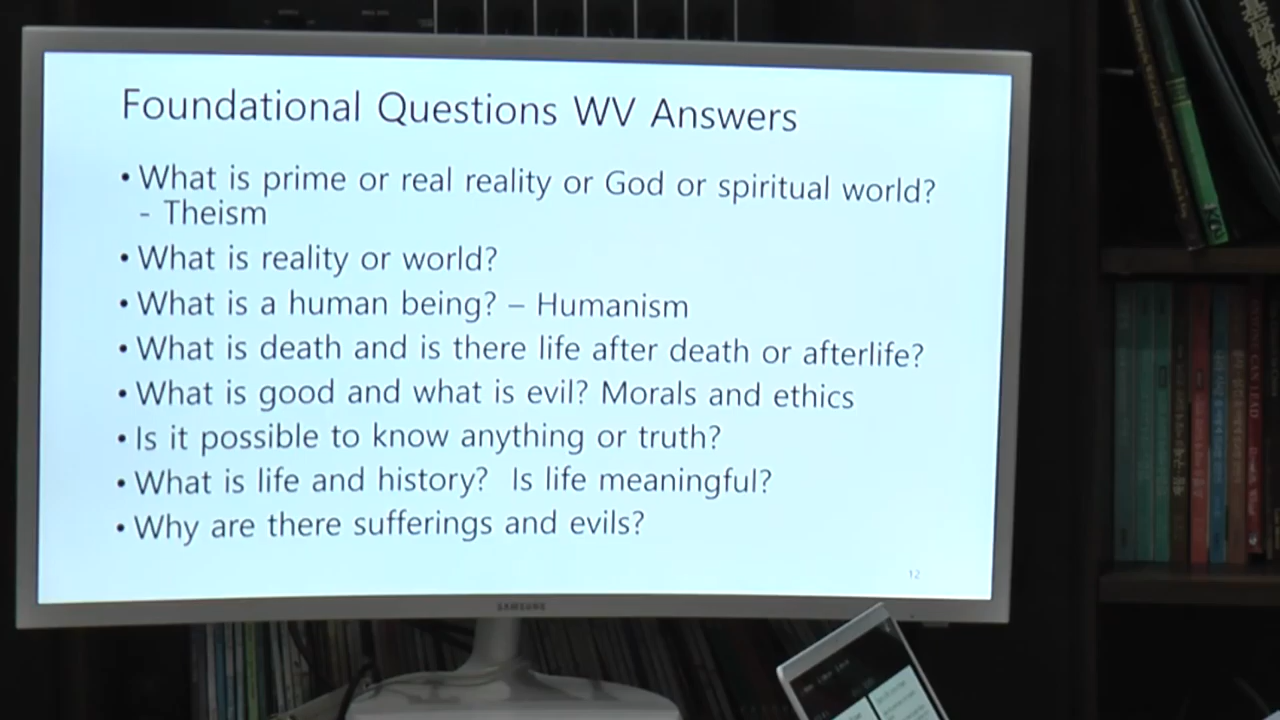 Foundational Questions WV Answers
• What is prime or real reality or God or spiritual world?
- Theism
• What is reality or world?
• What is a human being? – Humanism
• What is death and is there life after death or afterlife?
• What is good and what is evil? Morals and ethics
• Is it possible to know anything or truth?
• What is life and history?  Is life meaningful?
• Why are there sufferings and evils?
12
SAMSUNG
基督教